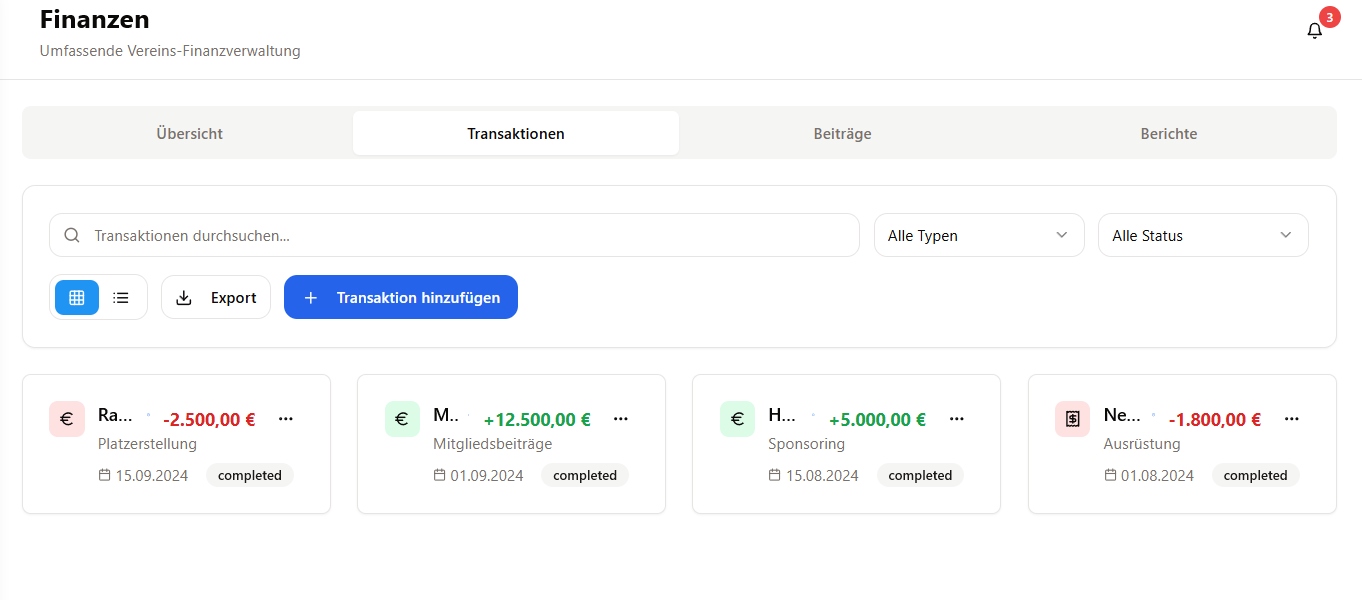 Finanzen
3
Umfassende Vereins-Finanzverwaltung
Übersicht
Transaktionen
Beiträge
Berichte
Transaktionen durchsuchen...
Alle Typen
Alle Status
Export
Transaktion hinzufügen
€ Ra... -2.500,00 € ...
Platzerstellung
15.09.2024 completed
€ M.. +12.500,00 € ...
Mitgliedsbeiträge
01.09.2024 completed
€ H... +5.000,00 € ...
Sponsoring
15.08.2024 completed
$ Ne... -1.800,00 € ...
Ausrüstung
01.08.2024 completed